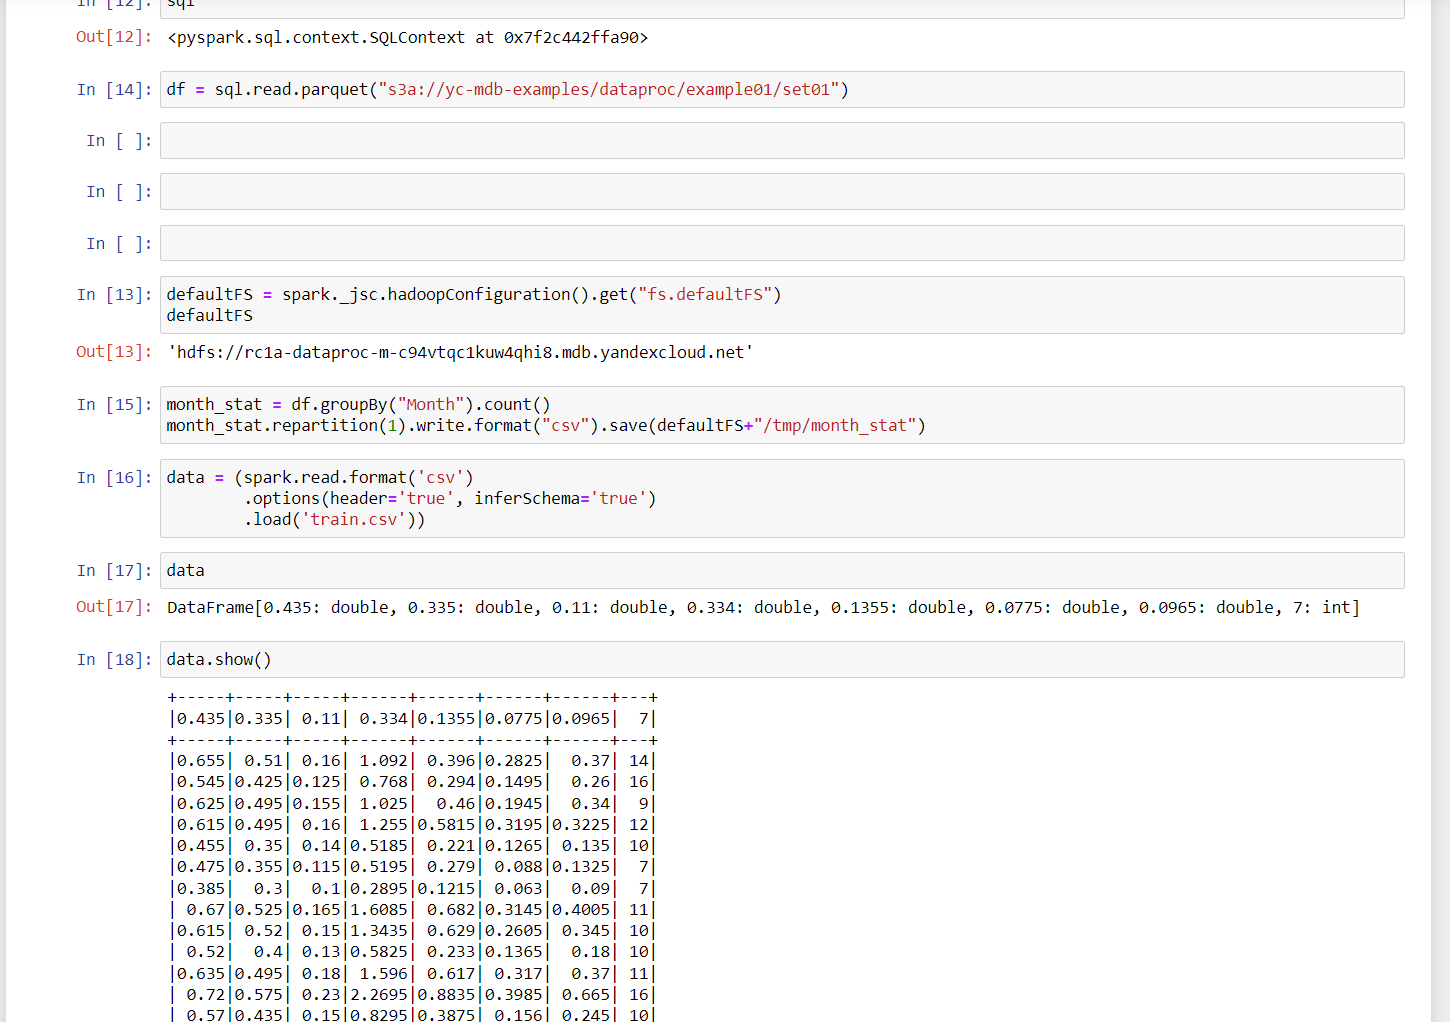 In [12]: sql
Out[12]: <pyspark.sql.context.SQLContext at 0x7f2c442ffa90>
In [14]: df = sql.read.parquet("s3a://yc-mdb-examples/dataproc/example01/set01")
In [ ]:
In [ ]:
In [ ]:
In [13]: defaultFS = spark._jsc.hadoopConfiguration().get("fs.defaultFS")
defaultFS
Out[13]: 'hdfs://rc1a-dataproc-m-c94vtqc1kuw4qhi8.mdb.yandexcloud.net'
In [15]: month_stat = df.groupBy("Month").count()
month_stat.repartition(1).write.format("csv").save(defaultFS+"/tmp/month_stat")
In [16]: data = (spark.read.format('csv')
.options(header='true', inferSchema='true')
.load('train.csv'))
In [17]: data
Out[17]: DataFrame[0.435: double, 0.335: double, 0.11: double, 0.334: double, 0.1355: double, 0.0775: double, 0.0965: double, 7: int]
In [18]: data.show()
+-----+-----+-----+------+------+------+------+---+
|0.435|0.335| 0.11| 0.334|0.1355|0.0775|0.0965|  7|
+-----+-----+-----+------+------+------+------+---+
|0.655| 0.51| 0.16| 1.092| 0.396|0.2825|  0.37| 14|
|0.545|0.425|0.125| 0.768| 0.294|0.1495|  0.26| 16|
|0.625|0.495|0.155| 1.025|  0.46|0.1945|  0.34|  9|
|0.615|0.495| 0.16| 1.255|0.5815|0.3195|0.3225| 12|
|0.455| 0.35| 0.14|0.5185| 0.221|0.1265| 0.135| 10|
|0.475|0.355|0.115|0.5195| 0.279| 0.088|0.1325|  7|
|0.385|  0.3|  0.1|0.2895|0.1215| 0.063|  0.09|  7|
| 0.67|0.525|0.165|1.6085| 0.682|0.3145|0.4005| 11|
|0.615| 0.52| 0.15|1.3435| 0.629|0.2605| 0.345| 10|
| 0.52|  0.4| 0.13|0.5825| 0.233|0.1365|  0.18| 10|
|0.635|0.495| 0.18| 1.596| 0.617| 0.317|  0.37| 11|
| 0.72|0.575| 0.23|2.2695|0.8835|0.3985| 0.665| 16|
| 0.57|0.435| 0.15|0.8295|0.3875| 0.156| 0.245| 10|